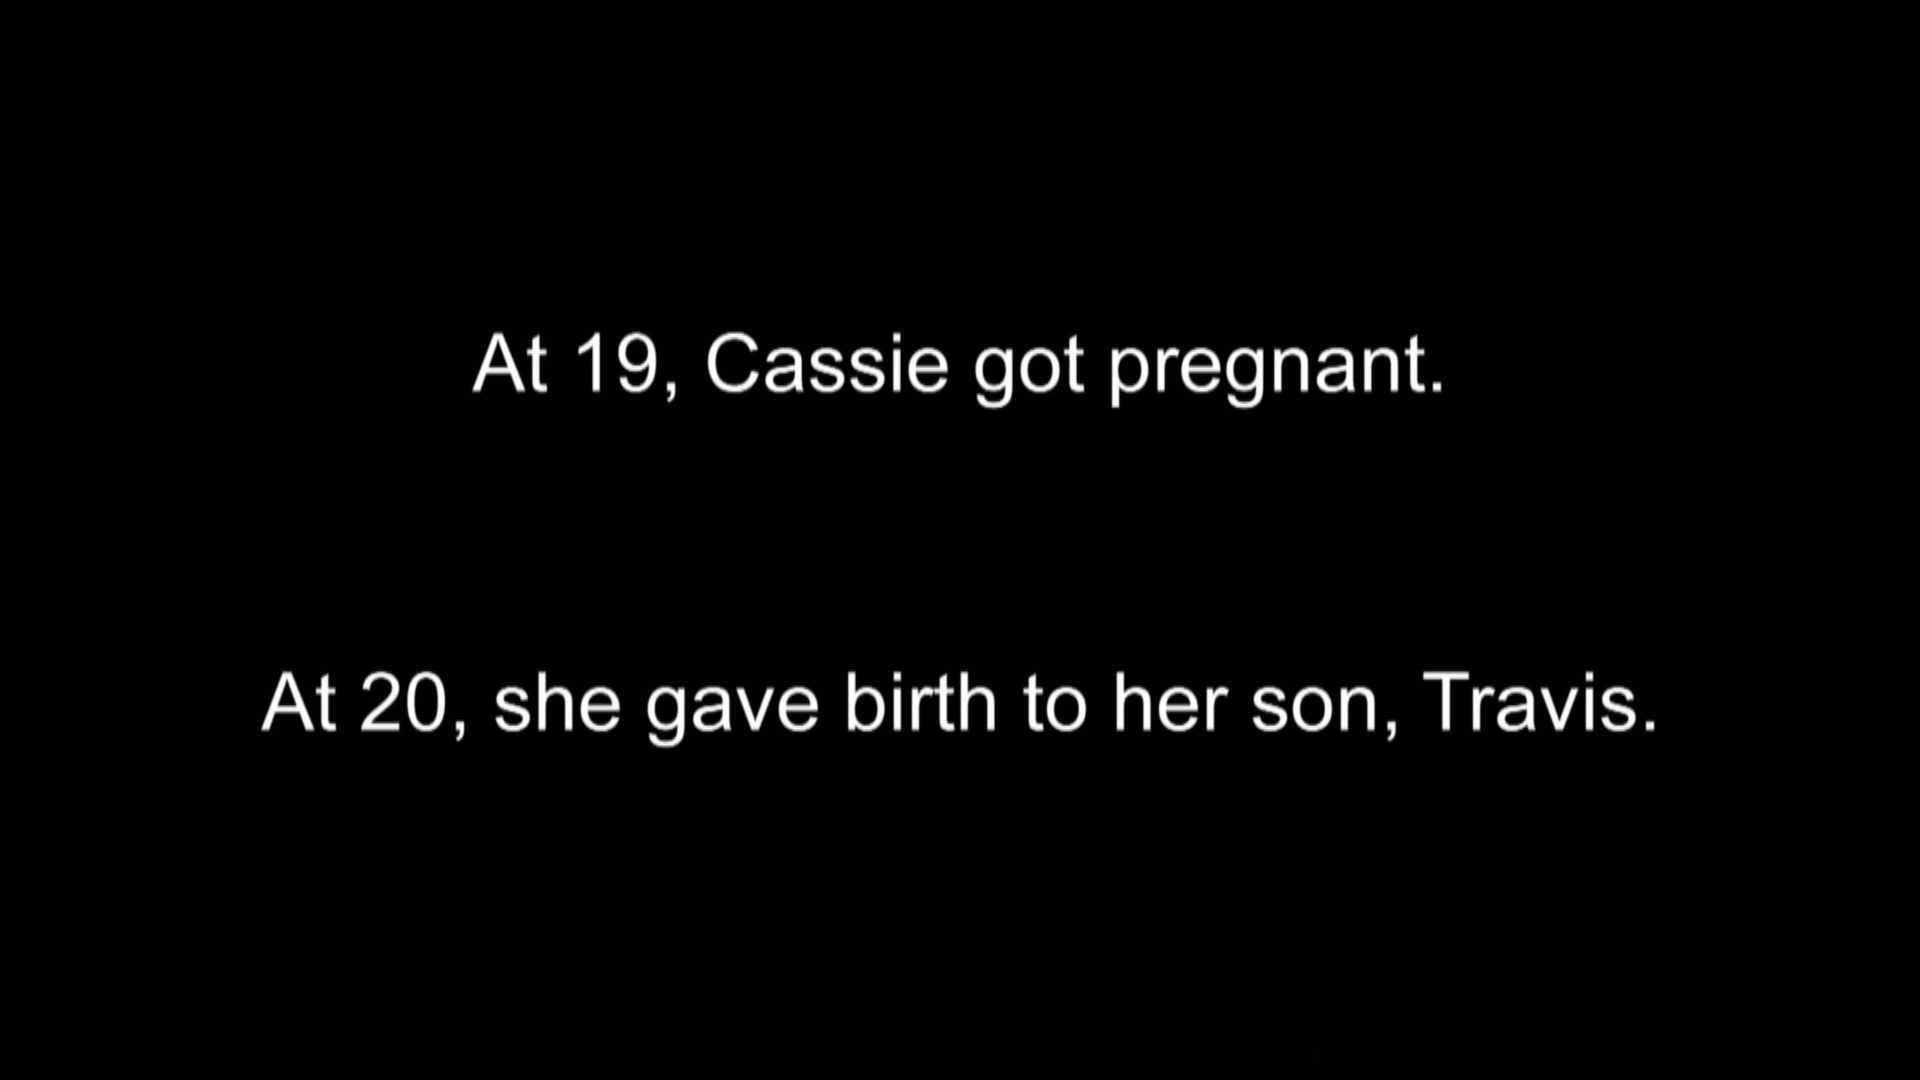 At 19, Cassie got pregnant.
At 20, she gave birth to her son, Travis.